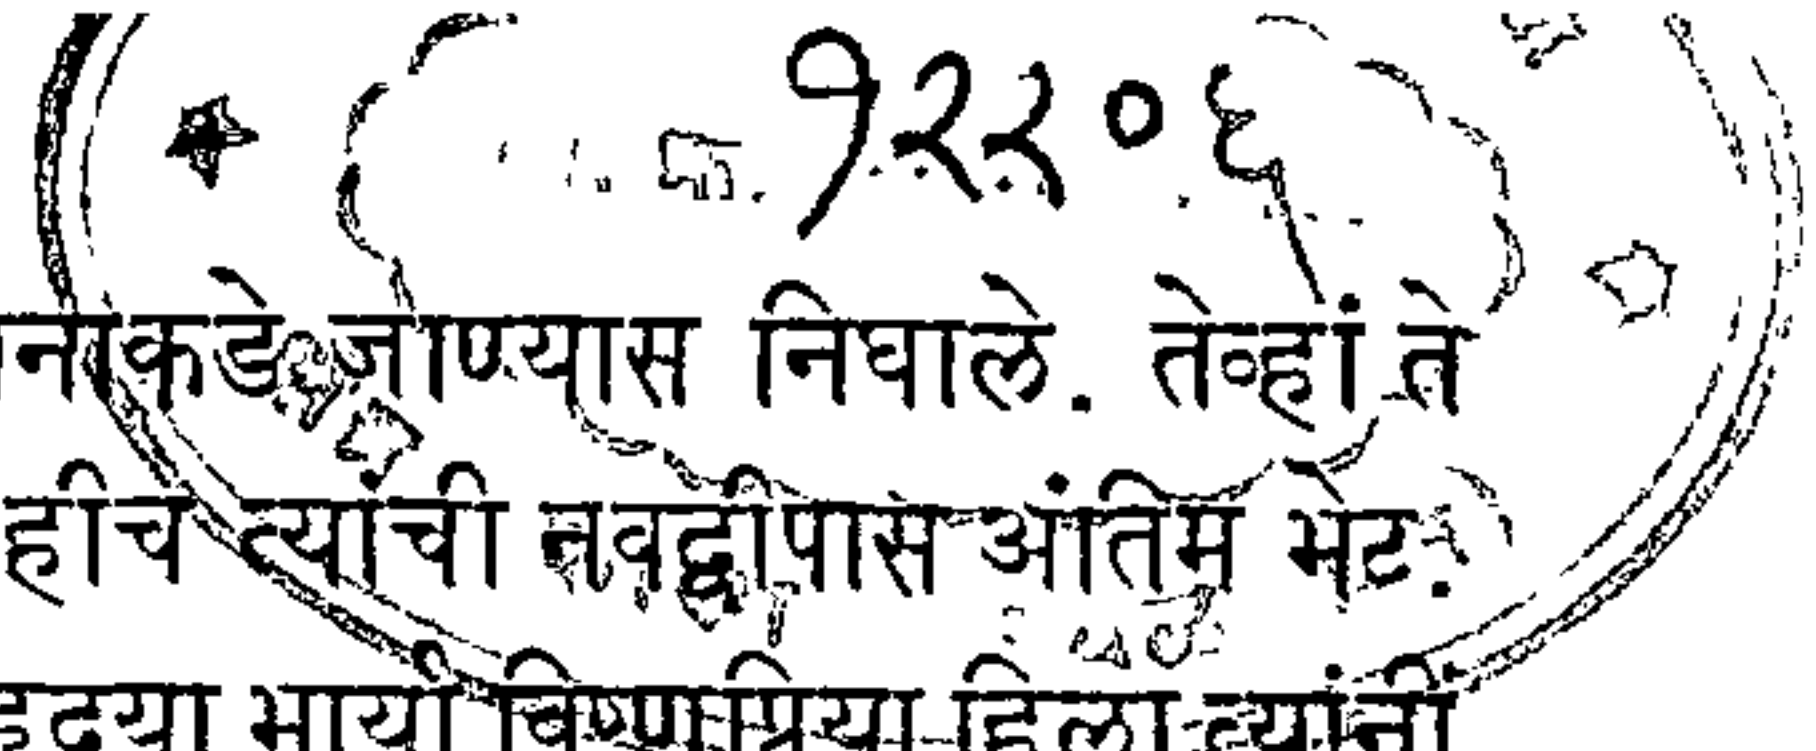 १२२०६
कडे जाण्यास निघाले. तेव्हां ते
हीच त्यांची नवद्वीपास आंतिम भेट.
भार्या विष्णुप्रिया हिला त्यांनीं